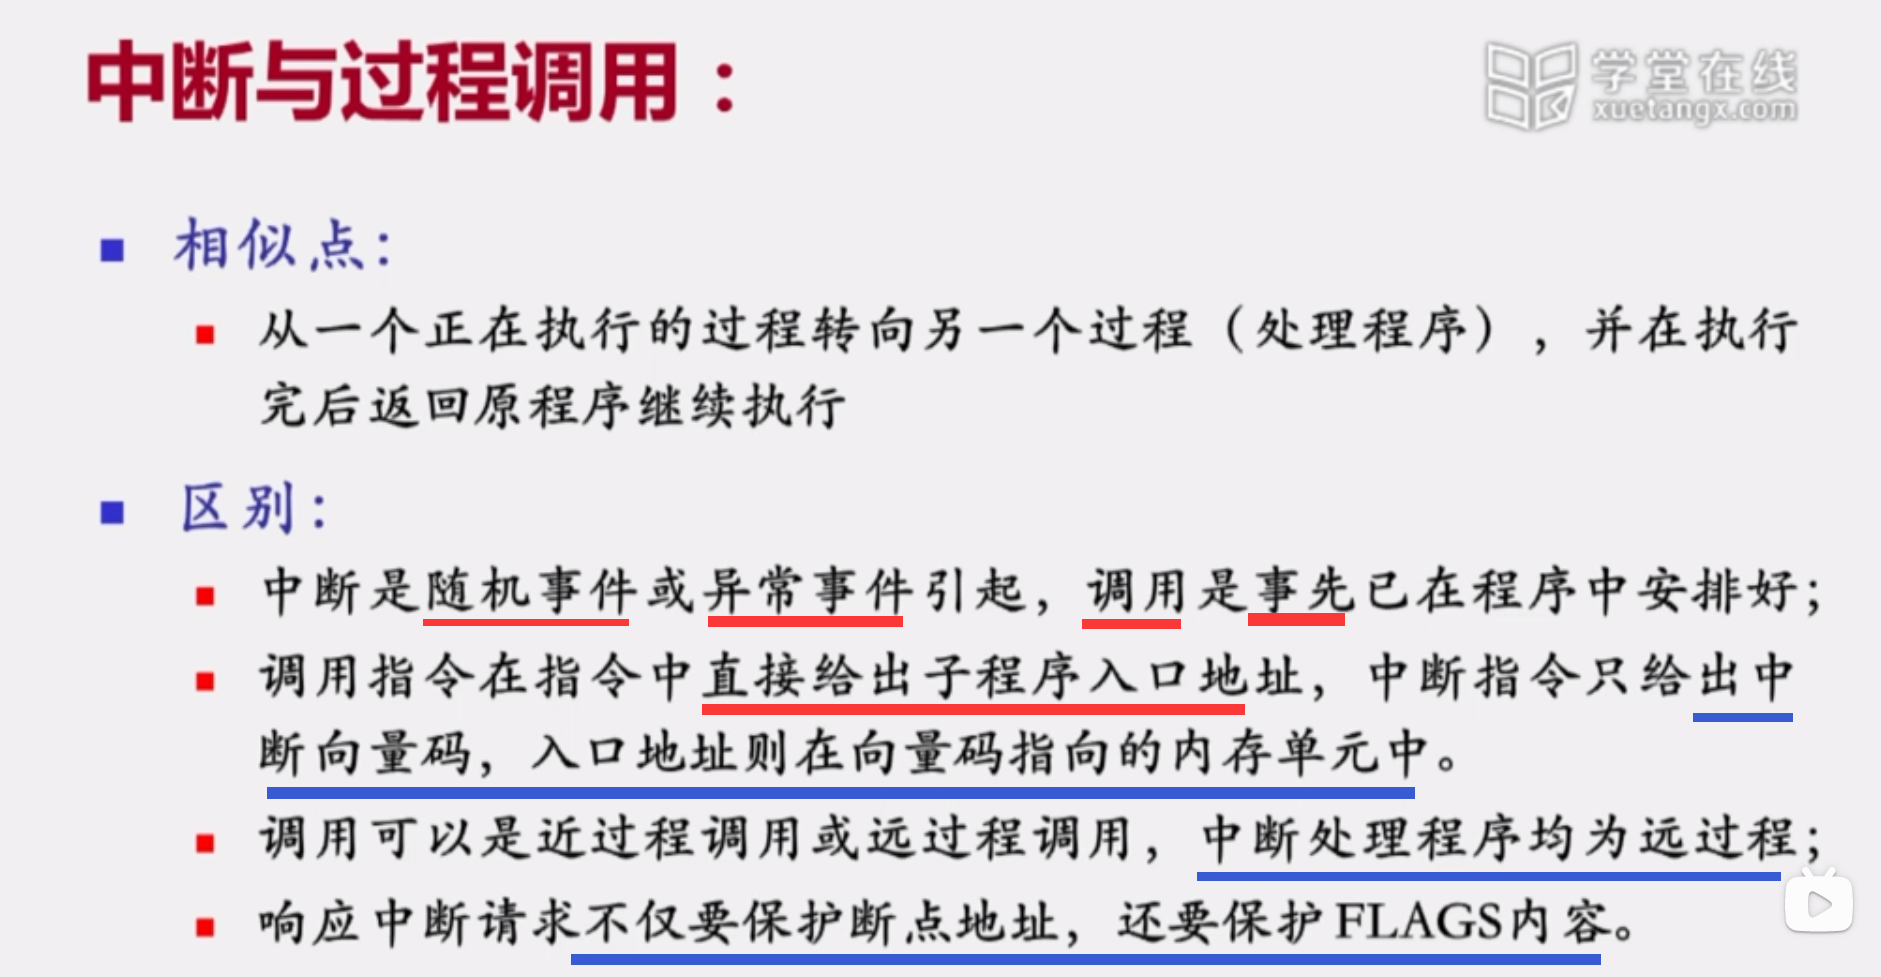 中断与过程调用：
学堂在线
xuetangx.com
相似点：
从一个正在执行的过程转向另一个过程（处理程序），并在执行
完后返回原程序继续执行
区别：
中断是随机事件或异常事件引起，调用是事先已在程序中安排好；
调用指令在指令中直接给出子程序入口地址，中断指令只给出中
断向量码，入口地址则在向量码指向的内存单元中。
调用可以是近过程调用或远过程调用，中断处理程序均为远过程；
响应中断请求不仅要保护断点地址，还要保护FLAGS内容。